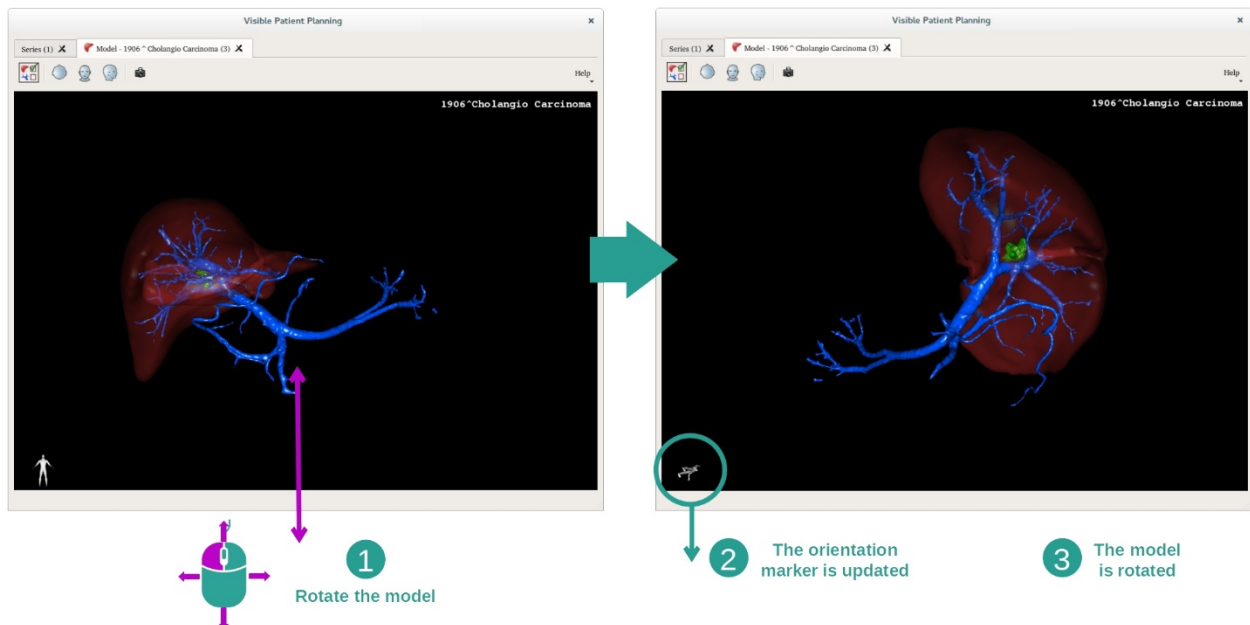 Visible Patient Planning
Series (1)
Model - 1906 ^ Cholangio Carcinoma (3)
Help
1906^Cholangio Carcinoma
Visible Patient Planning
Series (1)
Model - 1906 ^ Cholangio Carcinoma (3)
Help
1906^Cholangio Carcinoma
1
Rotate the model
2
The orientation
marker is updated
3
The model
is rotated